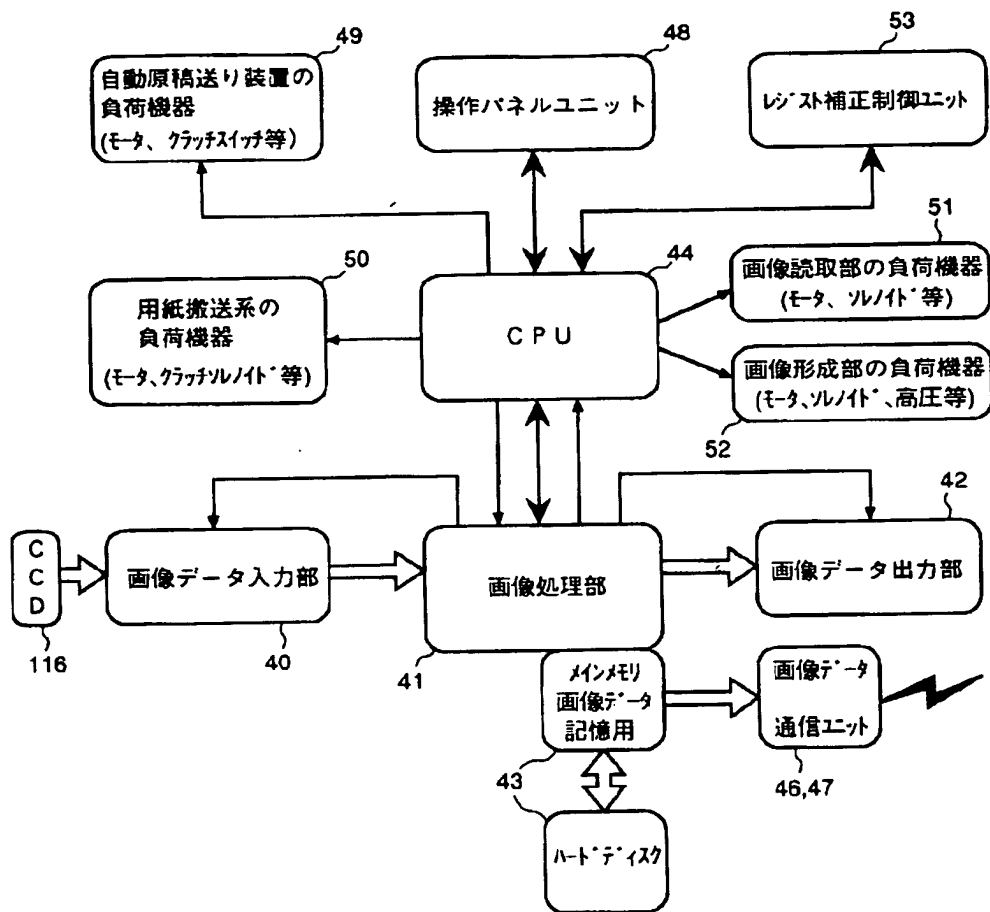 49
自動原稿送り装置の
負荷機器
(ﾓｰﾀ、ｸﾗｯﾁｽｲｯﾁ等)
48
操作パネルユニット
53
ﾚｼﾞｽﾄ補正制御ﾕﾆｯﾄ
50
用紙搬送系の
負荷機器
(ﾓｰﾀ、ｸﾗｯﾁｿﾚﾉｲﾄﾞ等)
44
CPU
51
画像読取部の負荷機器
(ﾓｰﾀ、ｿﾚﾉｲﾄﾞ等)
画像形成部の負荷機器
(ﾓｰﾀ、ｿﾚﾉｲﾄﾞ、高圧等)
52
C
C
D
116
画像データ入力部
40
画像処理部
41
42
画像データ出力部
ﾒｲﾝﾒﾓﾘ
画像ﾃﾞｰﾀ
記憶用
43
画像ﾃﾞｰﾀ
通信ﾕﾆｯﾄ
46,47
ﾊｰﾄﾞﾃﾞｨｽｸ